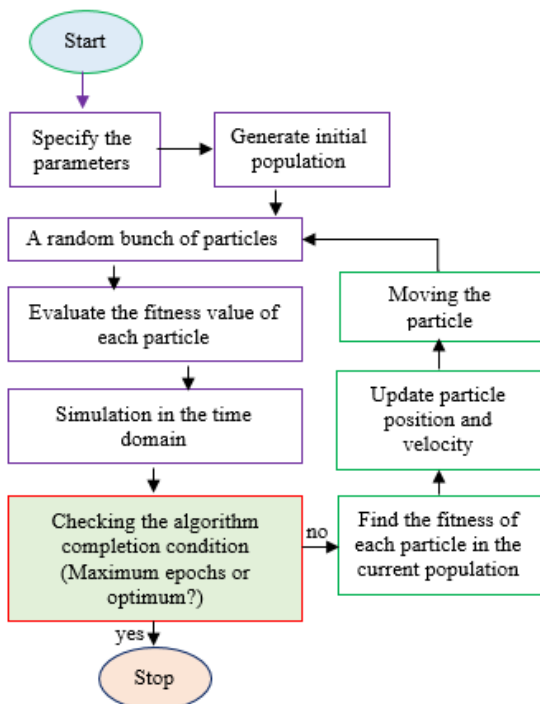 Start
Specify the
parameters
Generate initial
population
A random bunch of particles
Evaluate the fitness value of
each particle
Simulation in the time
domain
Checking the algorithm
completion condition
(Maximum epochs or
optimum?)
no
Find the fitness of
each particle in the
current population
Update particle
position and
velocity
Moving the
particle
yes
Stop